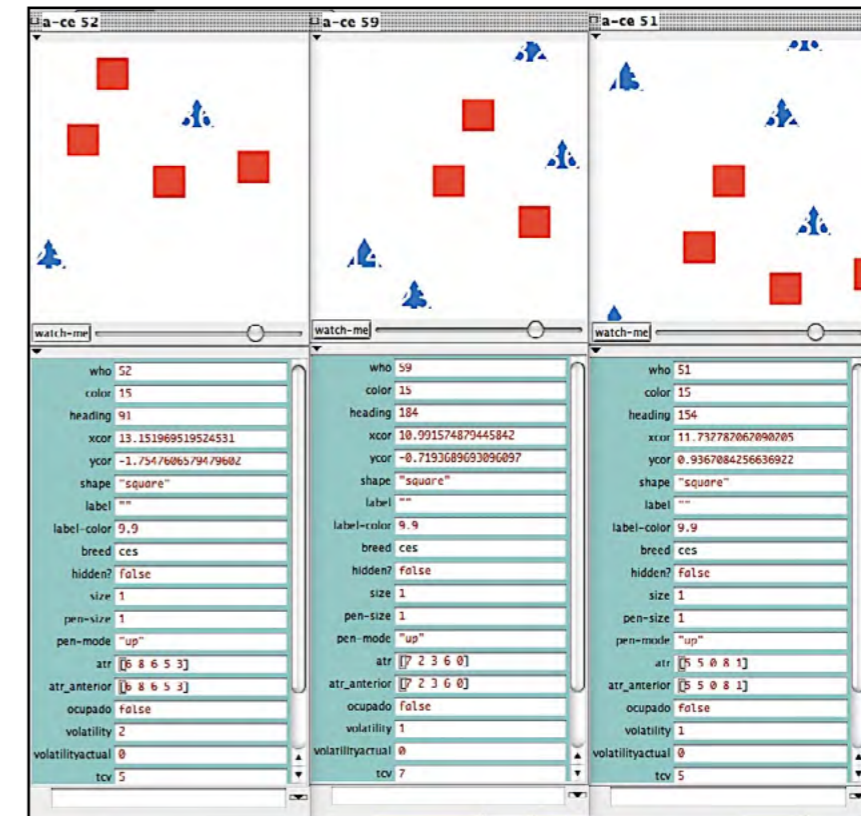 a-ce 52
watch-me
who 52
color 15
heading 91
xcor 13.151969519524531
ycor -1.7547606579479602
shape "square"
label ""
label-color 9.9
breed ces
hidden? false
size 1
pen-size 1
pen-mode "up"
atr [6 8 6 5 3]
atr_anterior [6 8 6 5 3]
ocupado false
volatility 2
volatilityactual 0
tcv 5
a-ce 59
watch-me
who 59
color 15
heading 184
xcor 10.991574879445842
ycor -0.7193689693096097
shape "square"
label ""
label-color 9.9
breed ces
hidden? false
size 1
pen-size 1
pen-mode "up"
atr [7 2 3 6 0]
atr_anterior [7 2 3 6 0]
ocupado false
volatility 1
volatilityactual 0
tcv 7
a-ce 51
watch-me
who 51
color 15
heading 154
xcor 11.732782062090205
ycor 0.9367084256636922
shape "square"
label ""
label-color 9.9
breed ces
hidden? false
size 1
pen-size 1
pen-mode "up"
atr [5 5 0 8 1]
atr_anterior [5 5 0 8 1]
ocupado false
volatility 1
volatilityactual 0
tcv 5